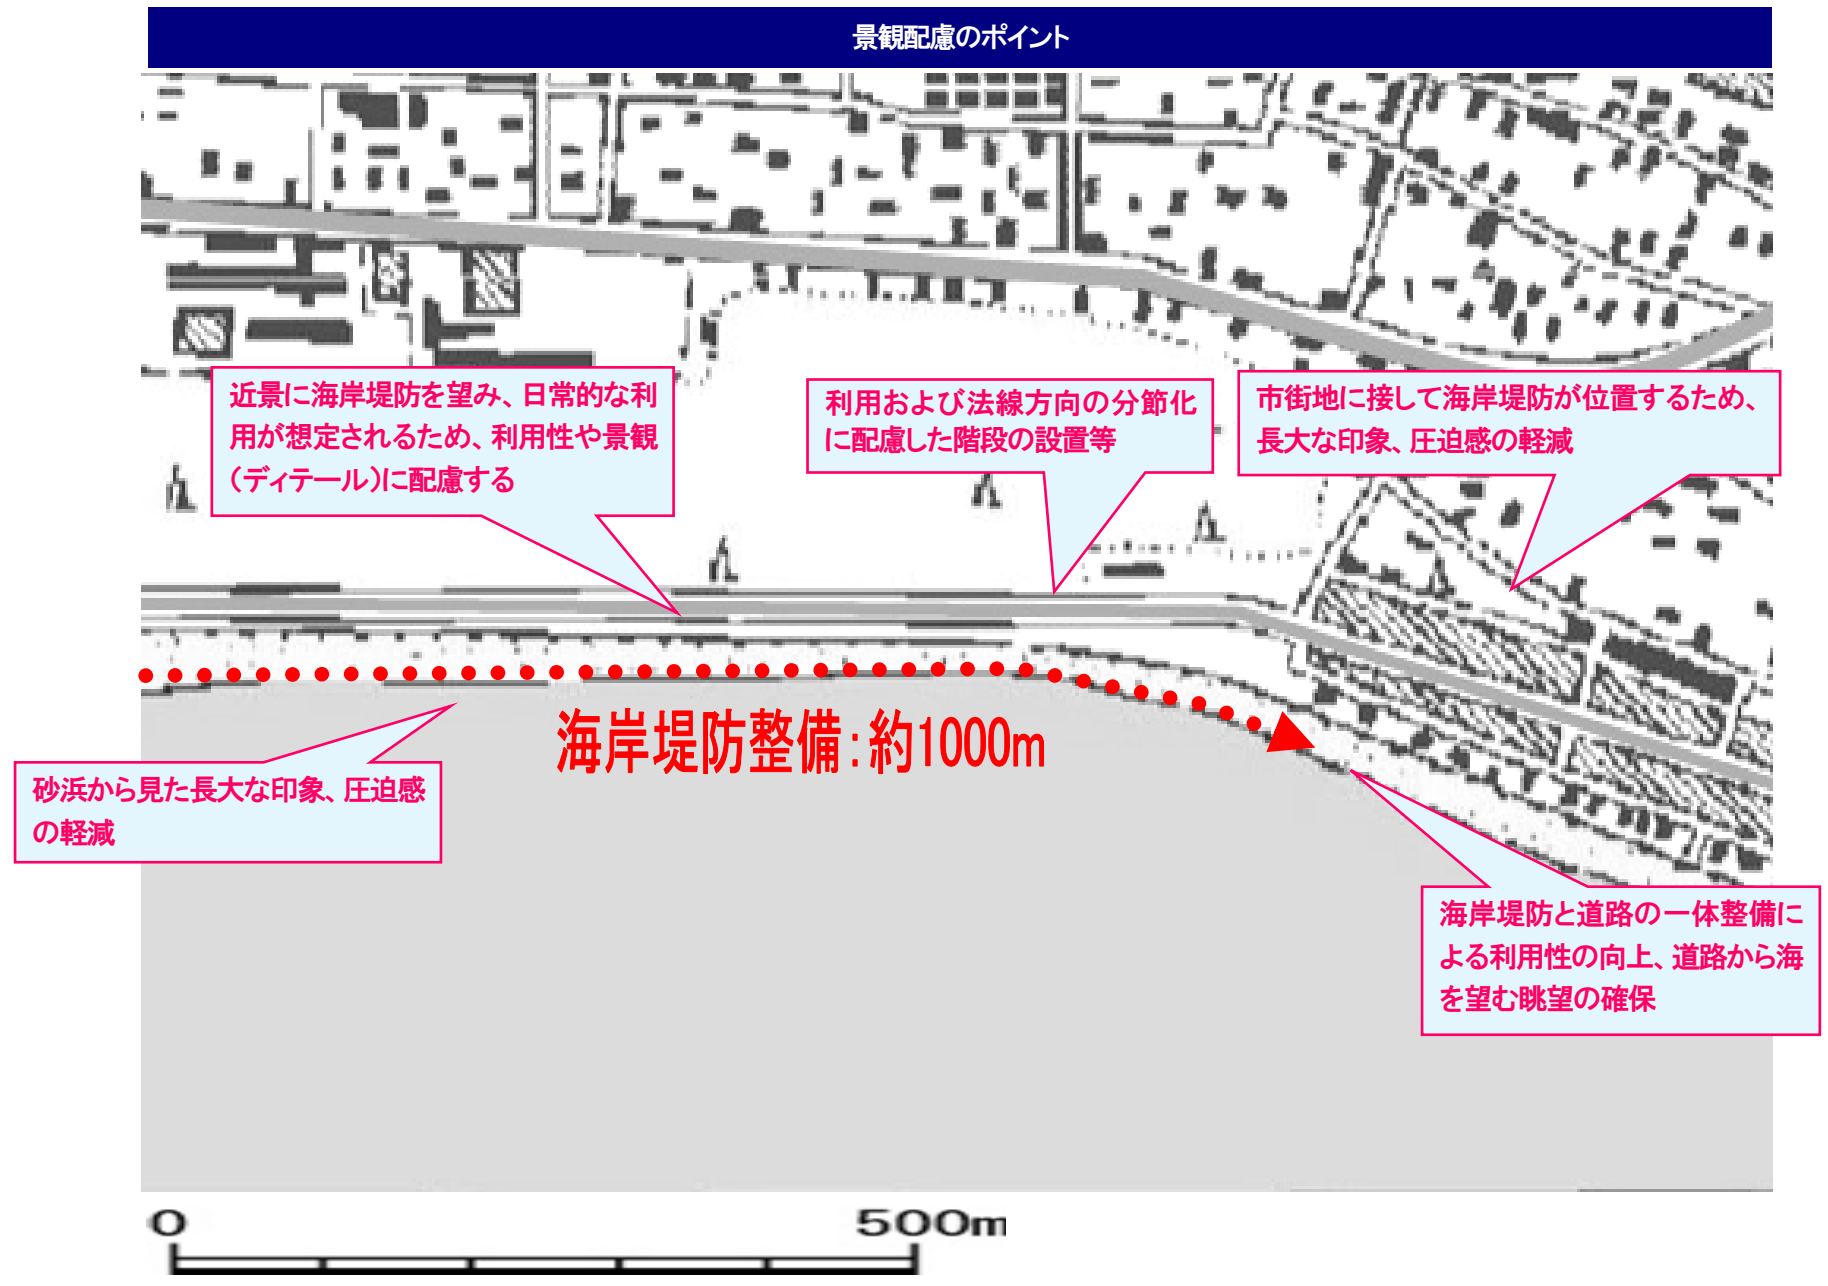 景観配慮のポイント
近景に海岸堤防を望み、日常的な利
用が想定されるため、利用性や景観
（ディテール）に配慮する
利用および法線方向の分節化
に配慮した階段の設置等
市街地に接して海岸堤防が位置するため、
長大な印象、圧迫感の軽減
海岸堤防整備：約1000m
砂浜から見た長大な印象、圧迫感
の軽減
海岸堤防と道路の一体整備に
よる利用性の向上、道路から海
を望む眺望の確保
0
500m